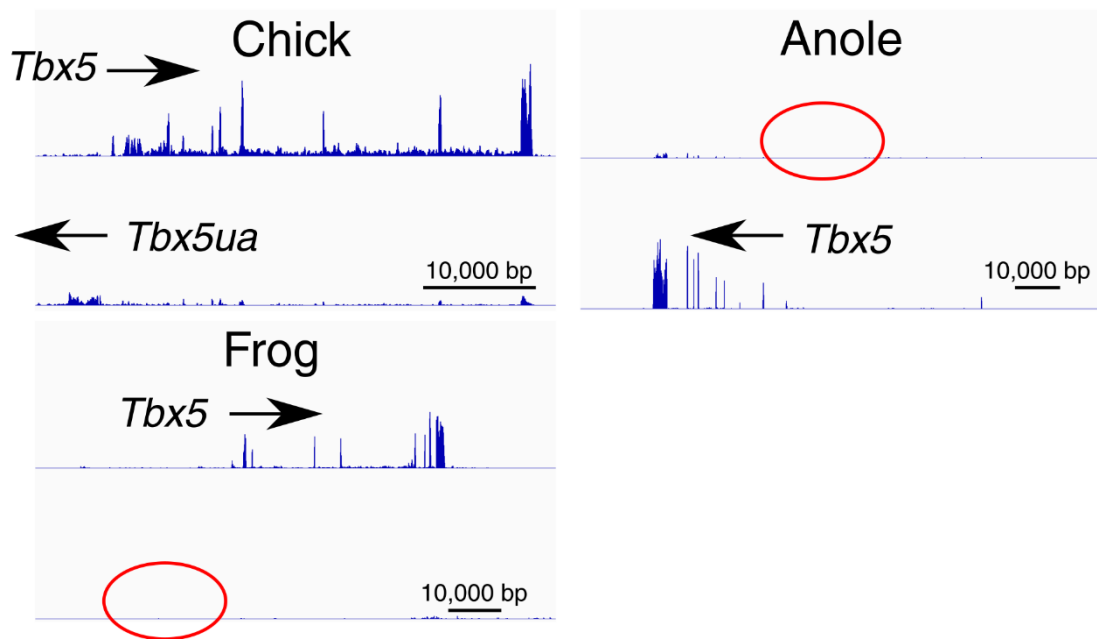 Chick
Tbx5
Tbx5ua
10,000 bp
Anole
Tbx5
10,000 bp
Frog
Tbx5
10,000 bp